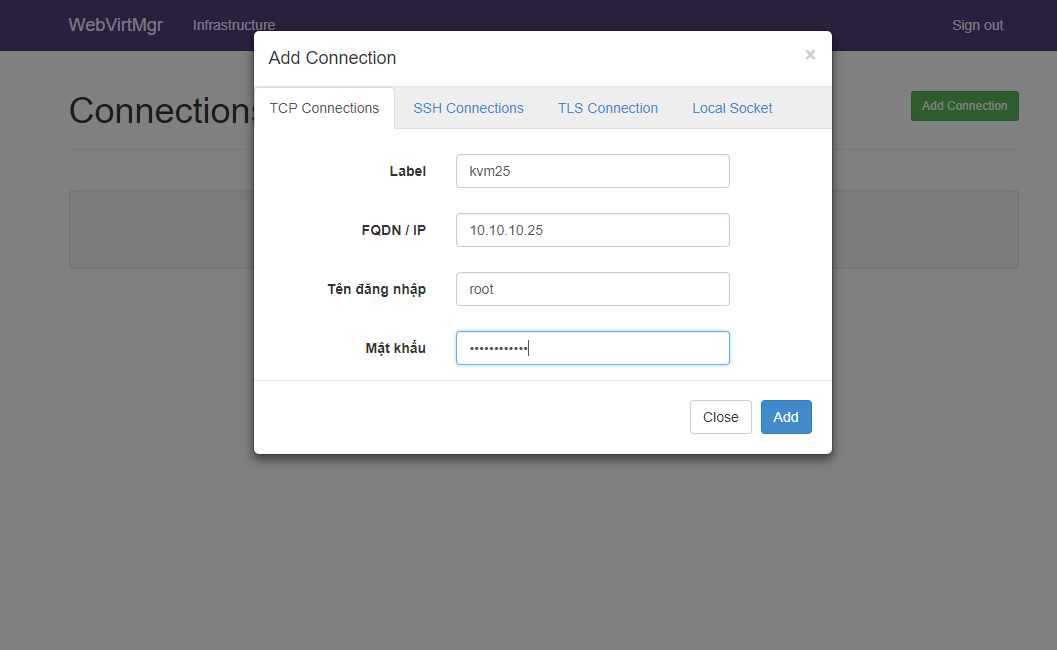 WebVirtMgr Infrastructure Sign out
Add Connection ×
Connections Add Connection
TCP Connections SSH Connections TLS Connection Local Socket
Label kvm25
FQDN / IP 10.10.10.25
Tên đăng nhập root
Mật khẩu ••••••••••••
Close Add